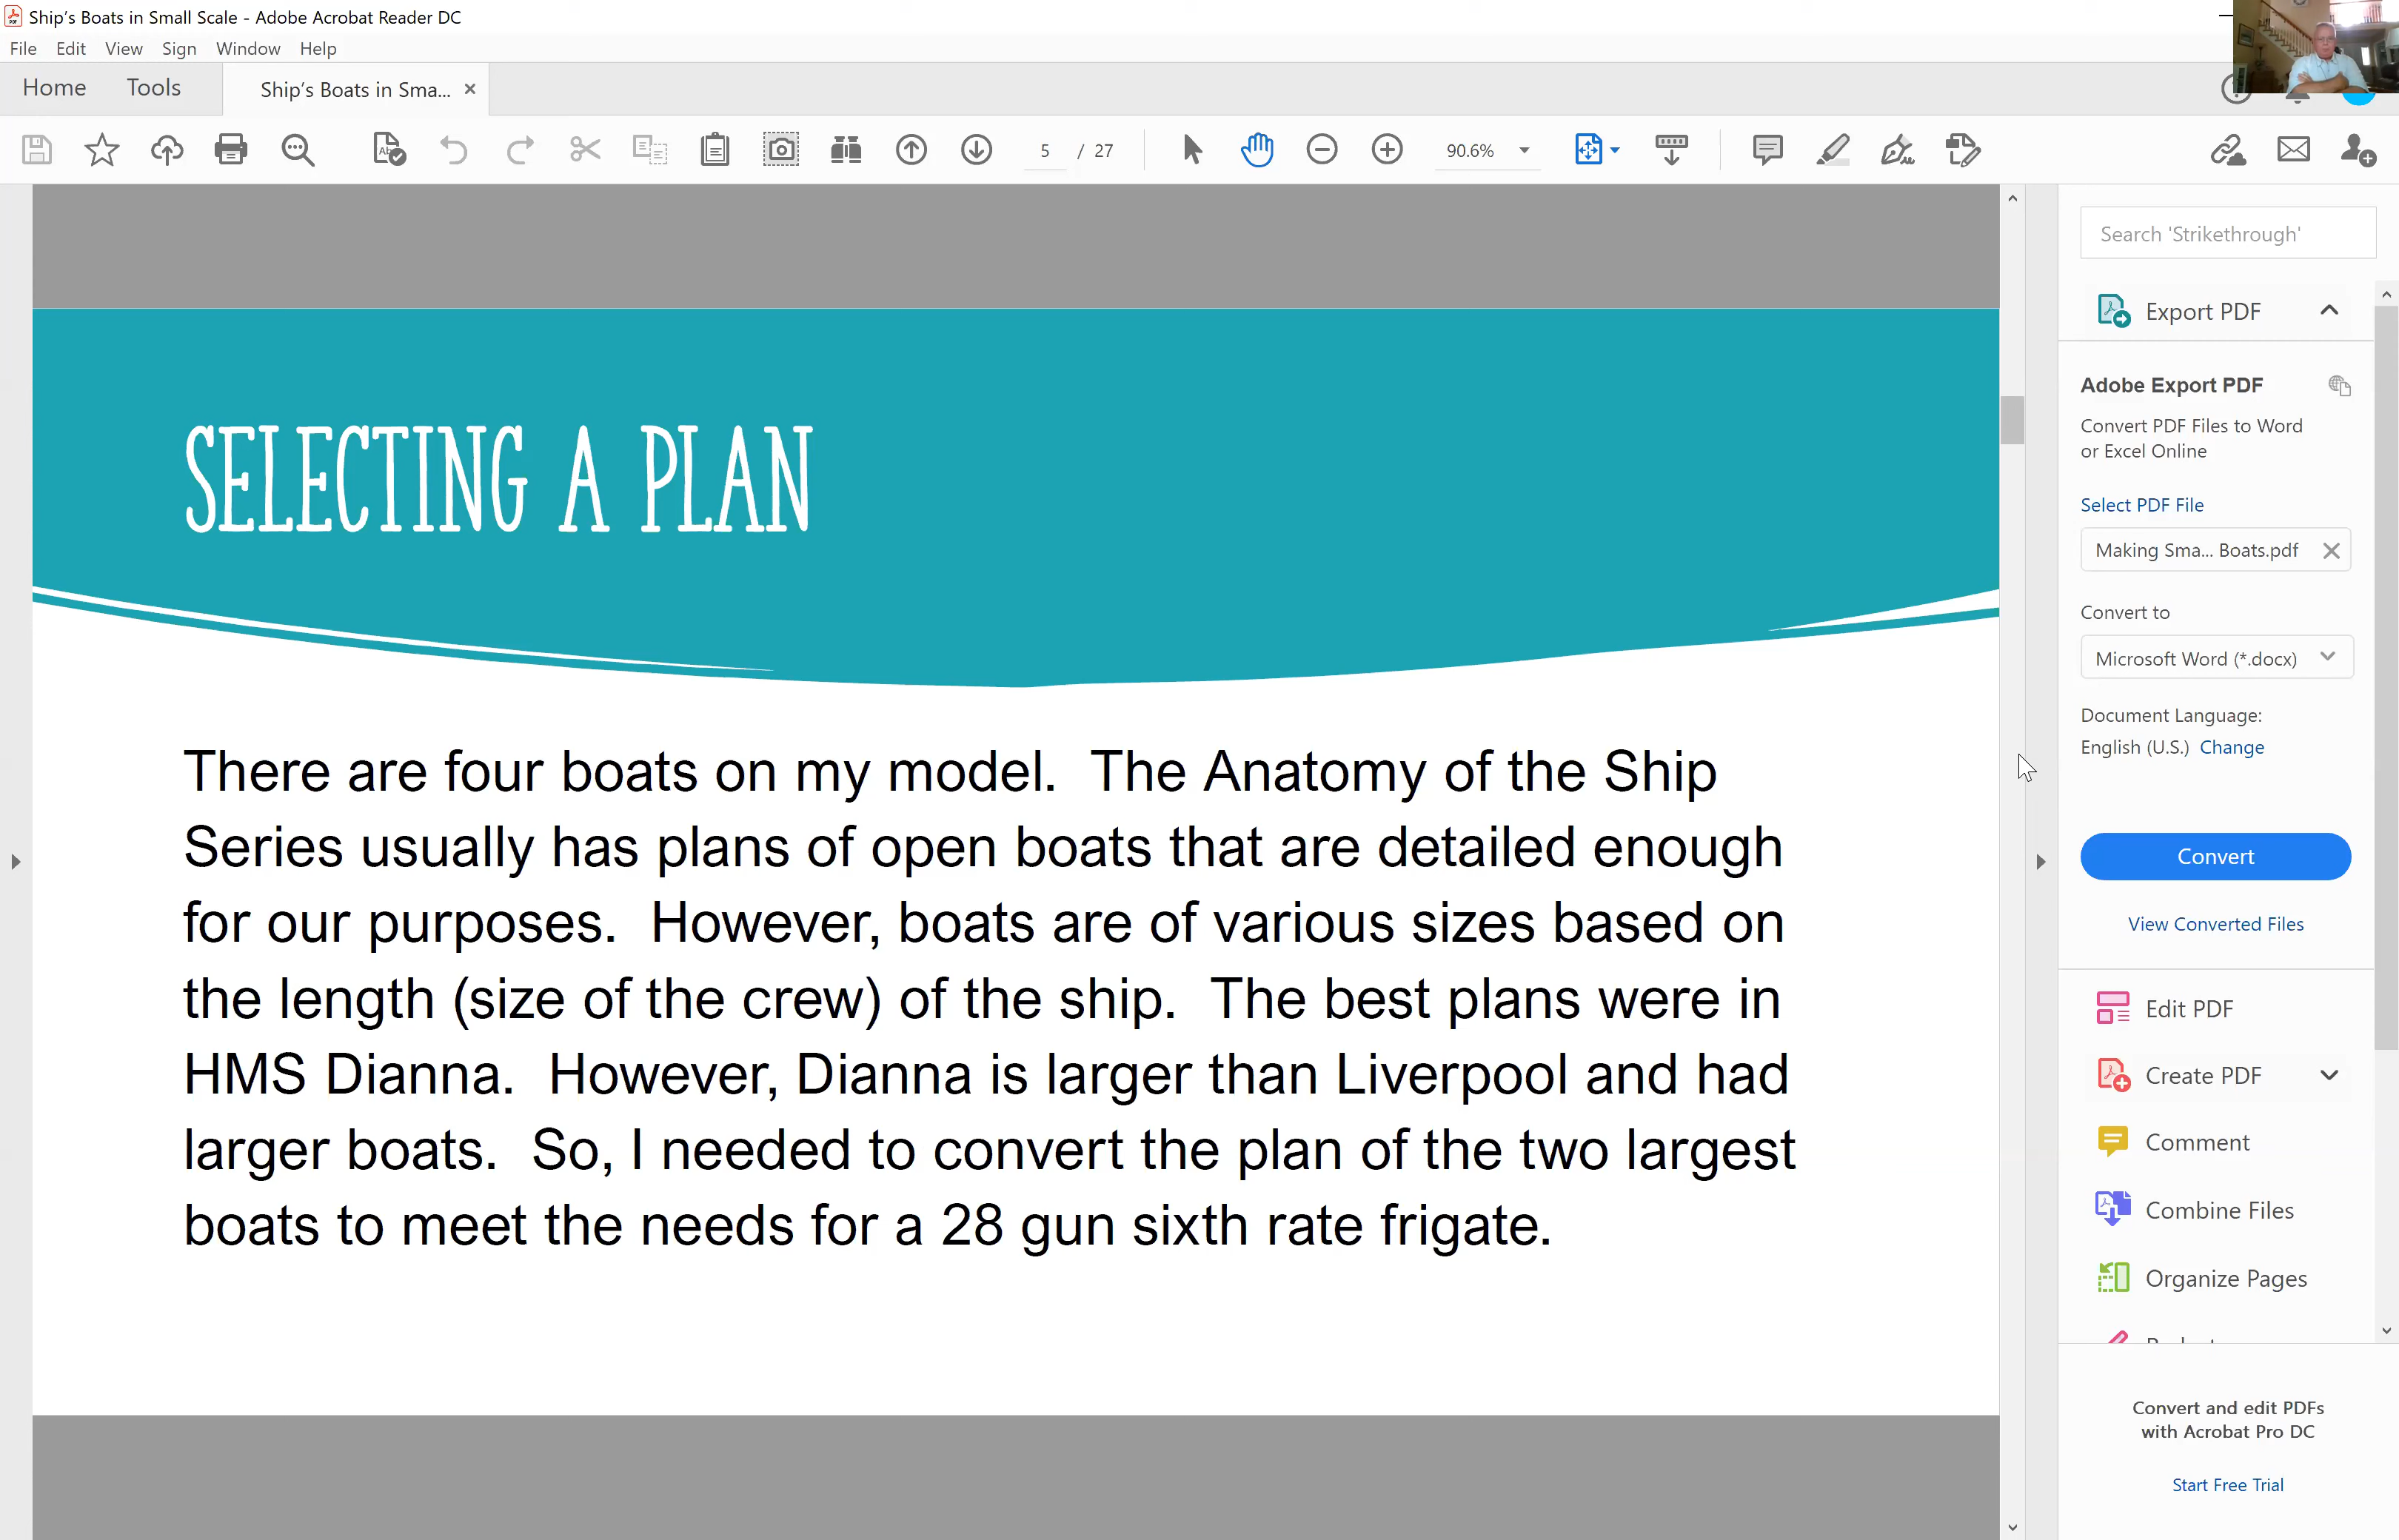 Ship's Boats in Small Scale - Adobe Acrobat Reader DC
File Edit View Sign Window Help
Home Tools Ship's Boats in Sma...
5 / 27 90.6%
SELECTING A PLAN
There are four boats on my model. The Anatomy of the Ship
Series usually has plans of open boats that are detailed enough
for our purposes. However, boats are of various sizes based on
the length (size of the crew) of the ship. The best plans were in
HMS Dianna. However, Dianna is larger than Liverpool and had
larger boats. So, I needed to convert the plan of the two largest
boats to meet the needs for a 28 gun sixth rate frigate.
Search 'Strikethrough'
Export PDF
Adobe Export PDF
Convert PDF Files to Word
or Excel Online
Select PDF File
Making Sma... Boats.pdf
Convert to
Microsoft Word (*.docx)
Document Language:
English (U.S.) Change
Convert
View Converted Files
Edit PDF
Create PDF
Comment
Combine Files
Organize Pages
Convert and edit PDFs
with Acrobat Pro DC
Start Free Trial